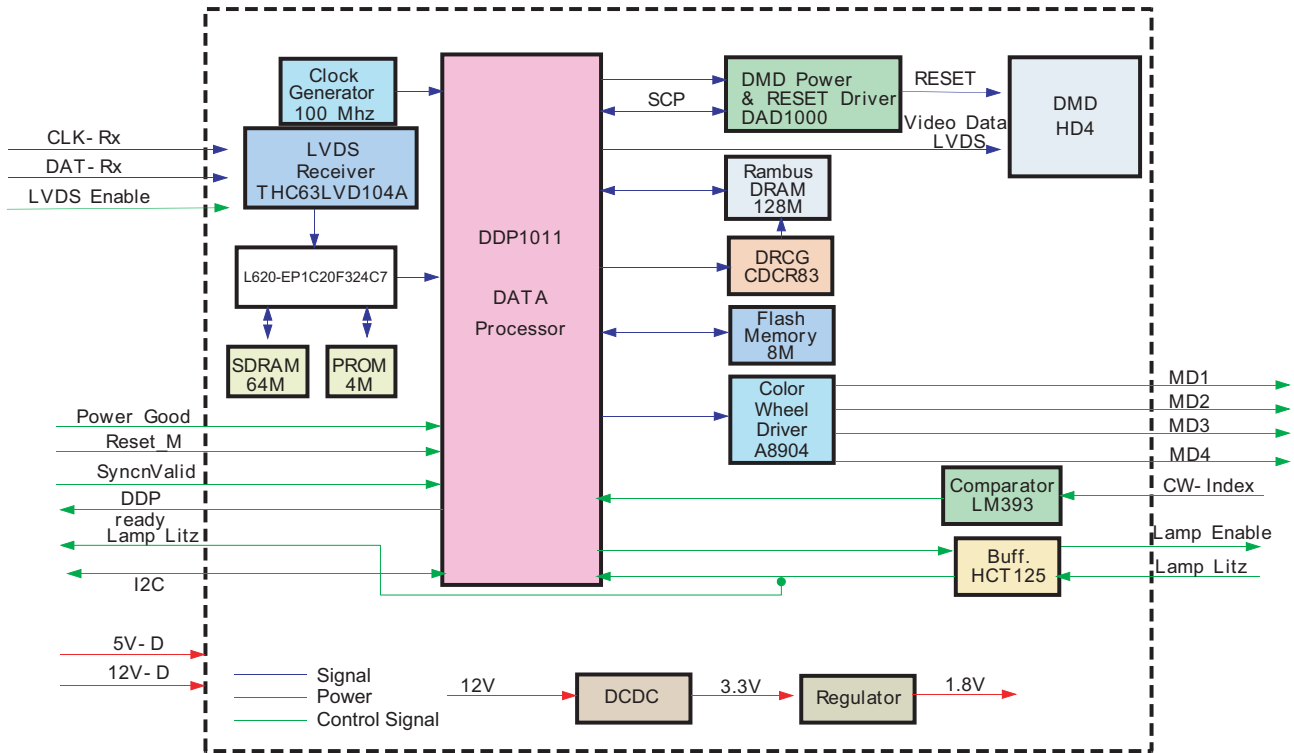 Clock
Generator
100 Mhz
LVDS
Receiver
THC63LVD104A
L620-EP1C20F324C7
SDRAM
64M
PROM
4M
CLK-Rx
DAT-Rx
LVDS Enable
DDP1011
DATA
Processor
SCP
DMD Power
& RESET Driver
DAD1000
RESET
Video Data
LVDS
DMD
HD4
Rambus
DRAM
128M
DRCG
CDCR83
Flash
Memory
8M
Color
Wheel
Driver
A8904
MD1
MD2
MD3
MD4
Power Good
Reset_M
SyncnValid
DDP
ready
Lamp Litz
I2C
Comparator
LM393
CW-Index
Buff.
HCT125
Lamp Enable
Lamp Litz
5V-D
12V-D
Signal
Power
Control Signal
12V
DCDC
3.3V
Regulator
1.8V